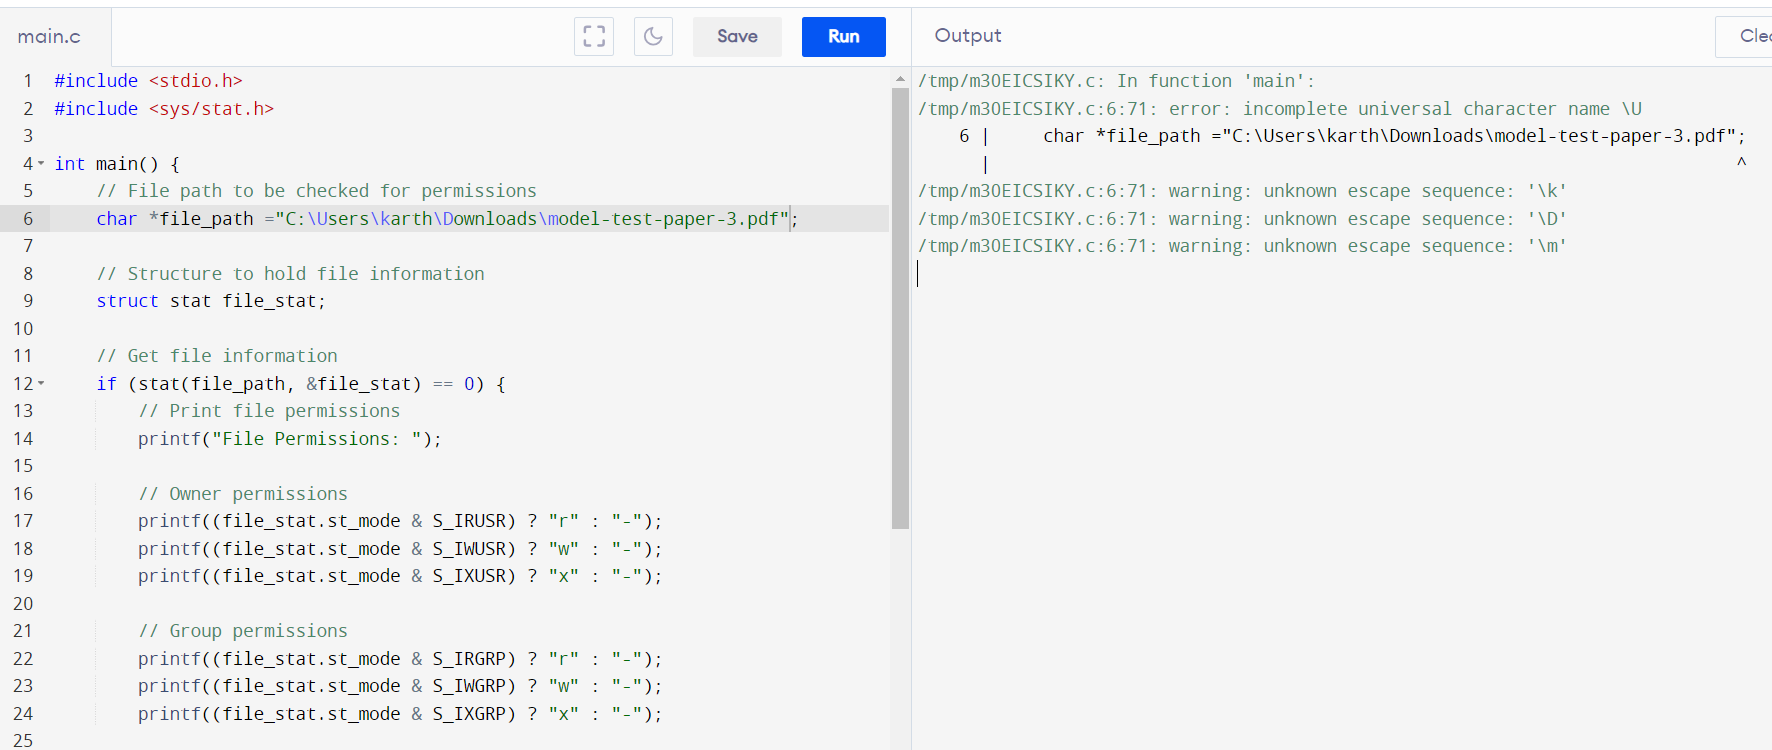 main.c
Save
Run
Output
1 #include <stdio.h>
2 #include <sys/stat.h>
3
4 int main() {
5 // File path to be checked for permissions
6 char *file_path ="C:\Users\karth\Downloads\model-test-paper-3.pdf";
7
8 // Structure to hold file information
9 struct stat file_stat;
10
11 // Get file information
12 if (stat(file_path, &file_stat) == 0) {
13 // Print file permissions
14 printf("File Permissions: ");
15
16 // Owner permissions
17 printf((file_stat.st_mode & S_IRUSR) ? "r" : "-");
18 printf((file_stat.st_mode & S_IWUSR) ? "w" : "-");
19 printf((file_stat.st_mode & S_IXUSR) ? "x" : "-");
20
21 // Group permissions
22 printf((file_stat.st_mode & S_IRGRP) ? "r" : "-");
23 printf((file_stat.st_mode & S_IWGRP) ? "w" : "-");
24 printf((file_stat.st_mode & S_IXGRP) ? "x" : "-");
25
/tmp/m30EICSIKY.c: In function 'main':
/tmp/m30EICSIKY.c:6:71: error: incomplete universal character name \U
6 | char *file_path ="C:\Users\karth\Downloads\model-test-paper-3.pdf";
| ^
/tmp/m30EICSIKY.c:6:71: warning: unknown escape sequence: '\k'
/tmp/m30EICSIKY.c:6:71: warning: unknown escape sequence: '\D'
/tmp/m30EICSIKY.c:6:71: warning: unknown escape sequence: '\m'